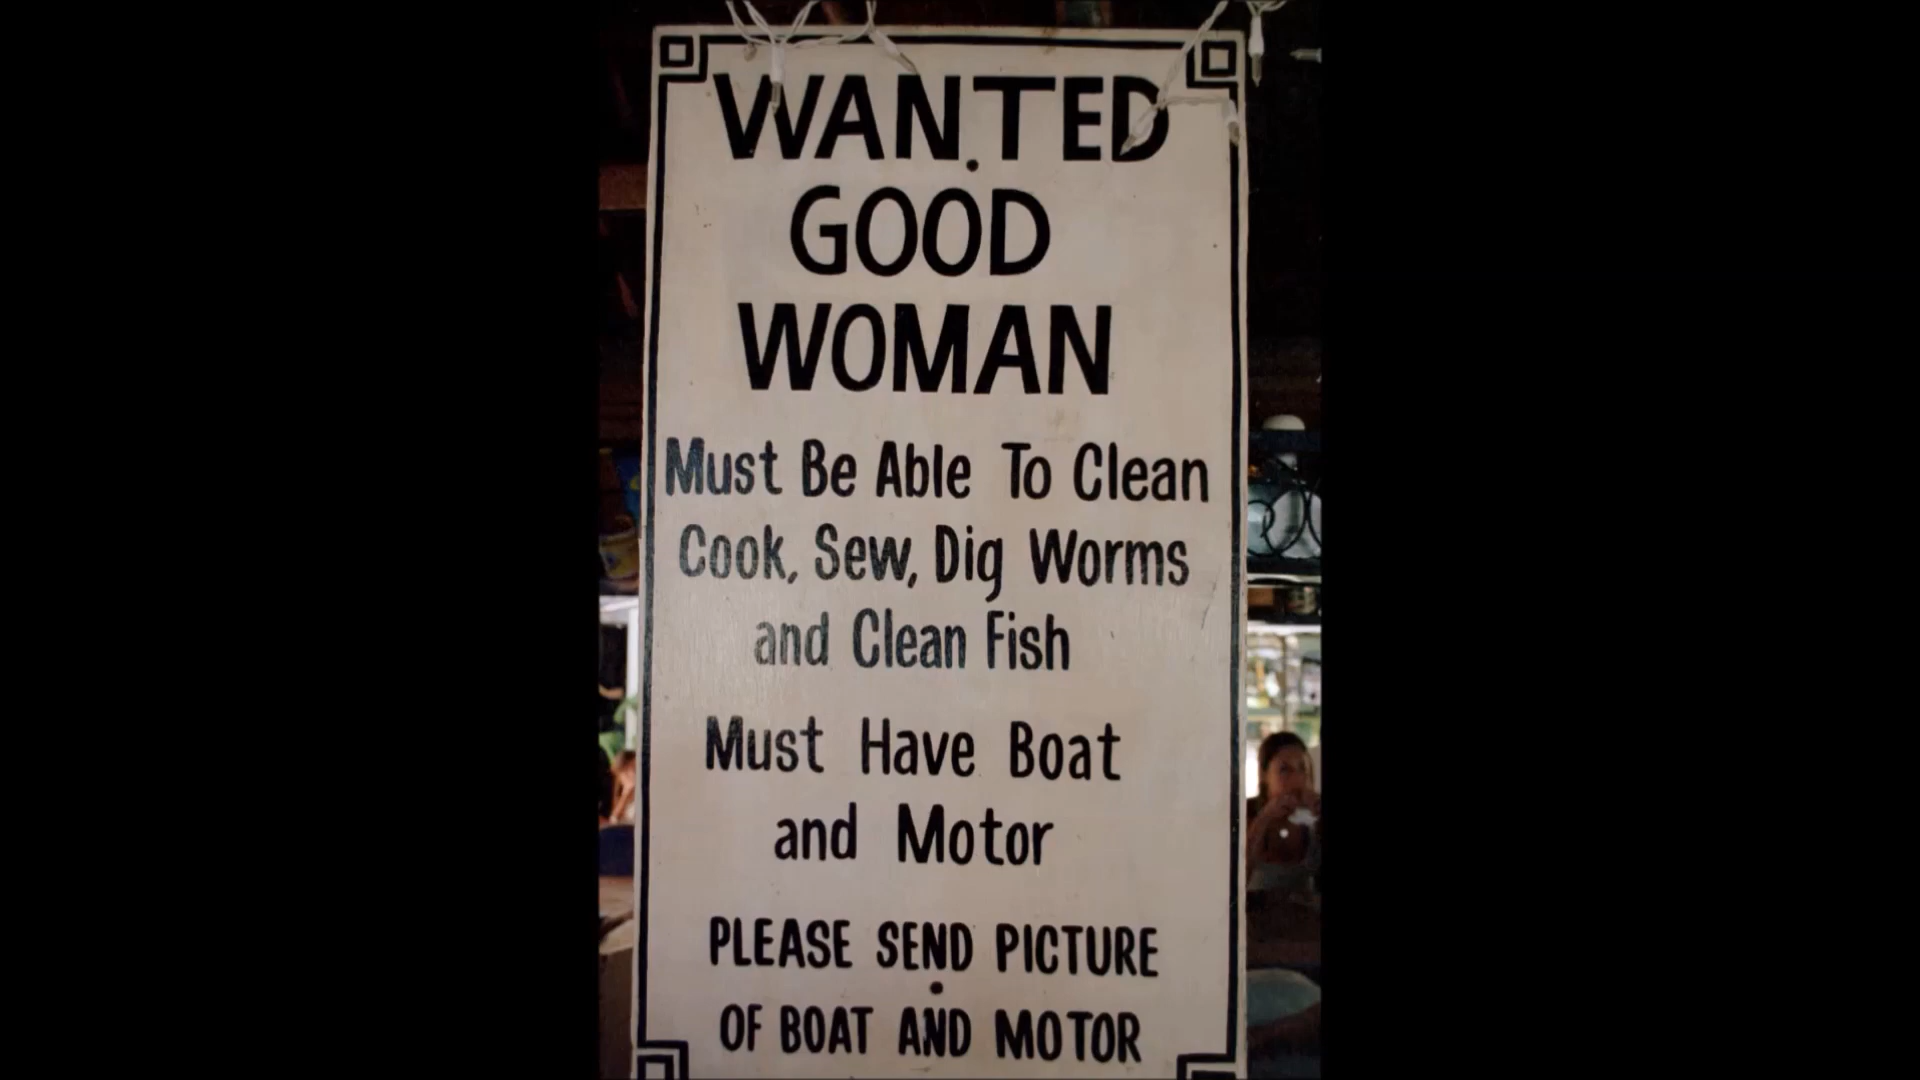 WANTED
GOOD
WOMAN
Must Be Able To Clean
Cook, Sew, Dig Worms
and Clean Fish
Must Have Boat
and Motor
PLEASE SEND PICTURE
OF BOAT AND MOTOR